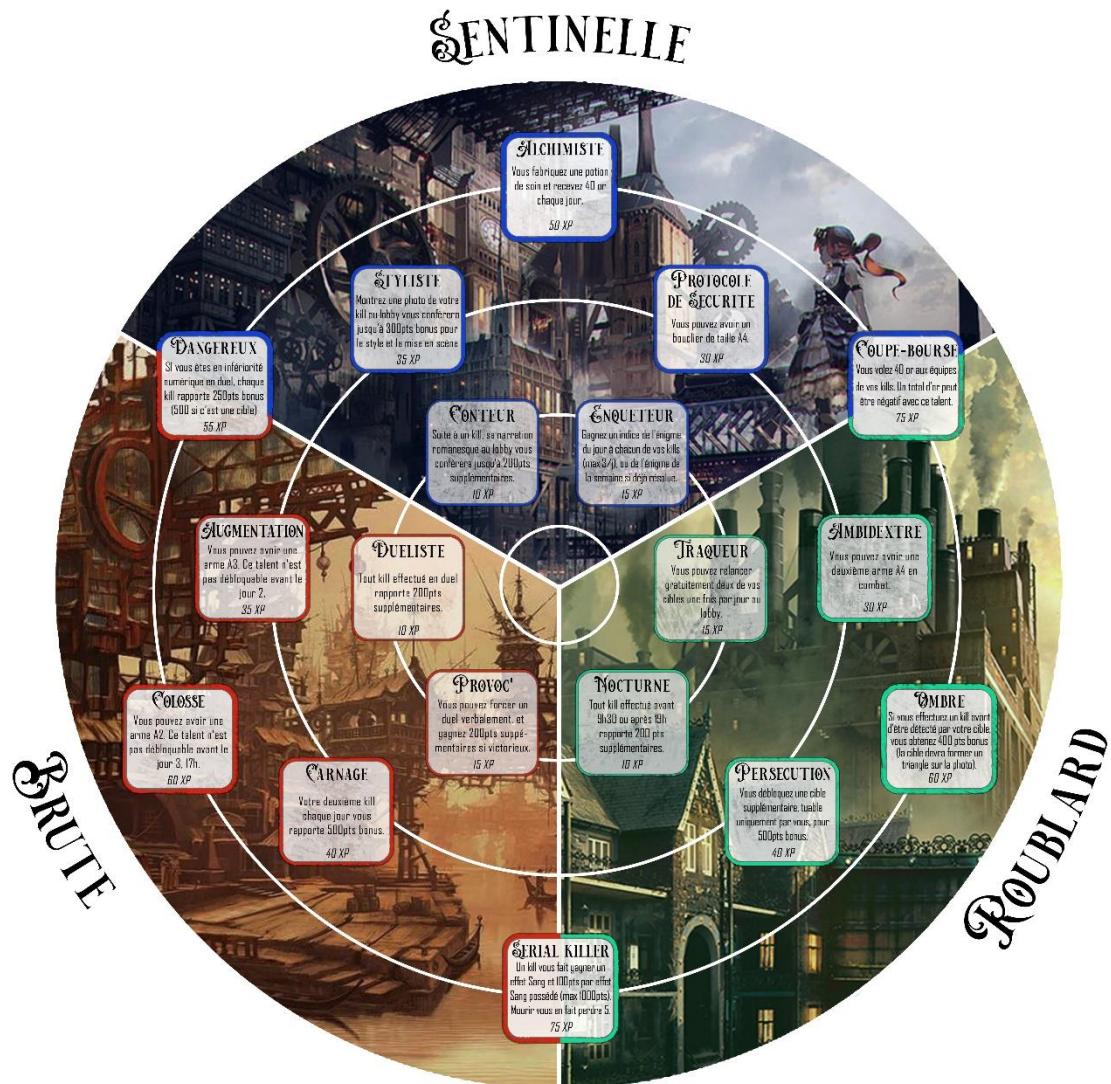 SENTINELLE
ALCHIMISTE
Vous fabriquez une potion
de soin et recevez 40 or
chaque jour.
50 XP
STYLISTE
Montrez une photo de votre
kill au lobby vous confèrera
jusqu'à 300pts bonus pour
le style et la mise en scène
35 XP
PROTOCOLE
DE SECURITE
Vous pouvez avoir un
bouclier de taille A4.
30 XP
DANGEREUX
Si vous êtes en infériorité
numérique en duel, chaque
kill rapporte 250pts bonus
(500 si c'est une cible)
55 XP
COUPE-BOURSE
Vous volez 40 or aux équipes
de vos kills. Un total d'or peut
être négatif avec ce talent.
75 XP
CONTEUR
Suite à un kill, sa narration
romanesque au lobby vous
confèrera jusqu'à 200pts
supplémentaires.
10 XP
ENQUETEUR
Gagnez un indice de l'énigme
du jour à chacun de vos kills
(max 3/j), ou de l'énigme de
la semaine si déjà résolue.
15 XP
AUGMENTATION
Vous pouvez avoir une
arme A3. Ce talent n'est
pas débloquable avant le
jour 2.
35 XP
DUELISTE
Tout kill effectué en duel
rapporte 200pts
supplémentaires.
10 XP
TRAQUEUR
Vous pouvez relancer
gratuitement deux de vos
cibles une fois par jour au
lobby.
15 XP
AMBIDEXTRE
Vous pouvez avoir une
deuxième arme A4 en
combat.
30 XP
COLOSSE
Vous pouvez avoir une
arme A2. Ce talent n'est
pas débloquable avant le
jour 3, 17h.
60 XP
PROVOC'
Vous pouvez forcer un
duel verbalement, et
gagnez 200pts supplé-
mentaires si victorieux.
15 XP
NOCTURNE
Tout kill effectué avant
9h30 ou après 19h
rapporte 200 pts
supplémentaires.
10 XP
OMBRE
Si vous effectuez un kill avant
d'être détecté par votre cible,
vous obtenez 400 pts bonus
(la cible devra former un
triangle sur la photo).
60 XP
CARNAGE
Votre deuxième kill
chaque jour vous
rapporte 500pts bonus.
40 XP
PERSECUTION
Vous débloquez une cible
supplémentaire, tuable
uniquement par vous, pour
500pts bonus.
40 XP
BRUTE
ROUBLARD
SERIAL KILLER
Un kill vous fait gagner un
effet Sang et 100pts par effet
Sang possédé (max 1000pts).
Mourir vous en fait perdre 5.
75 XP